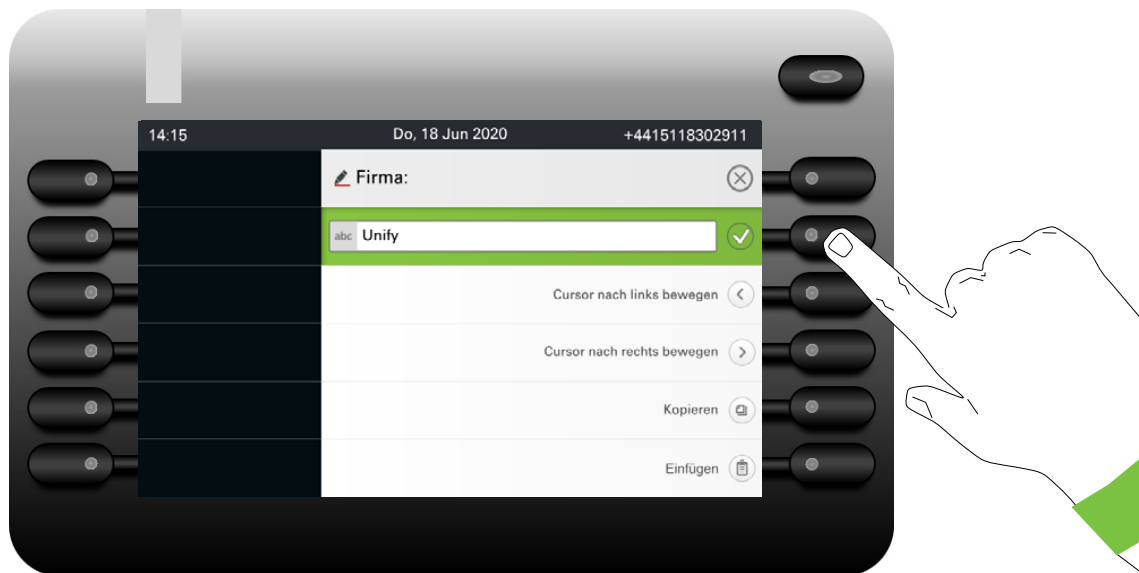 14:15 Do, 18 Jun 2020 +4415118302911
Firma:
abc Unify
Cursor nach links bewegen
Cursor nach rechts bewegen
Kopieren
Einfügen